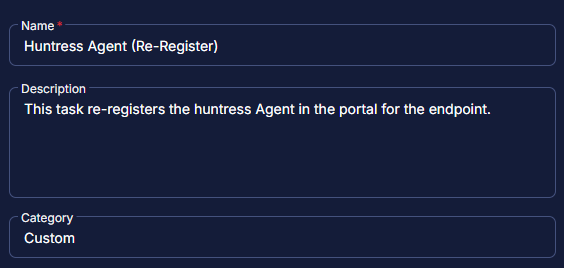 Name *
Huntress Agent (Re-Register)
Description
This task re-registers the huntress Agent in the portal for the endpoint.
Category
Custom